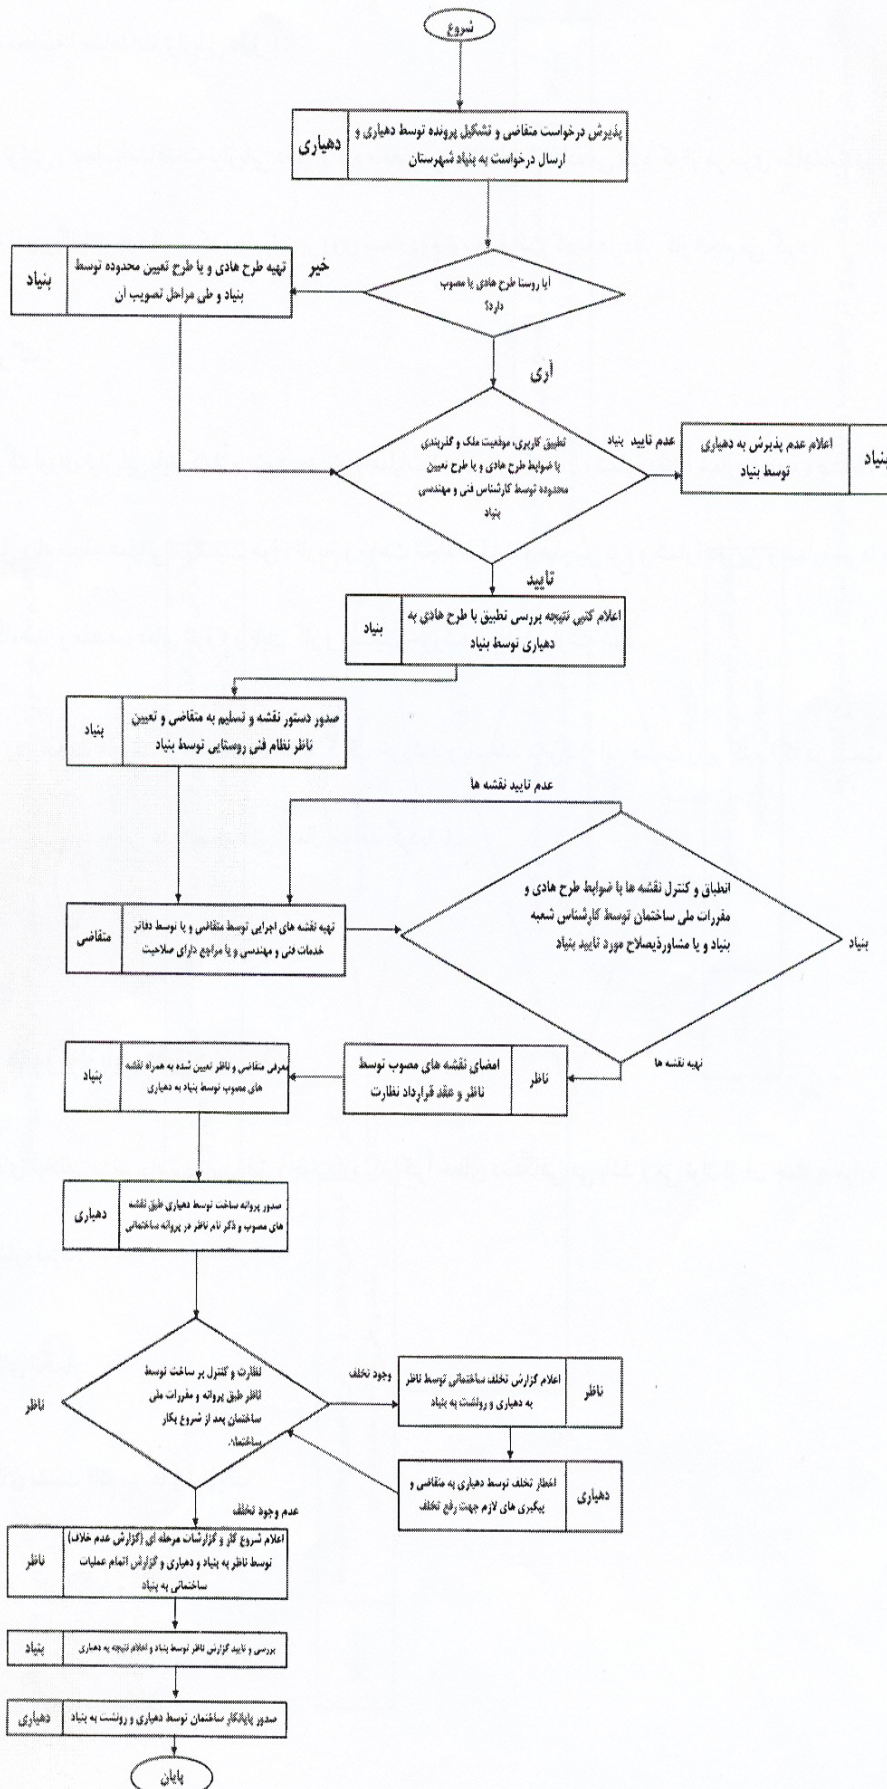 شروع
پذیرش درخواست متقاضی و تشکیل پرونده توسط دهیاری و
ارسال درخواست به بنیاد شهرستان
دهیاری
آیا روستا طرح هادی یا مصوب
دارد؟
خیر
تهیه طرح هادی و یا طرح تعیین محدوده توسط
بنیاد و طی مراحل تصویب آن
بنیاد
آری
تطبیق کاربری، موقعیت ملک و گذربندی
با ضوابط طرح هادی و یا طرح تعیین
محدوده توسط کارشناس فنی و مهندسی
بنیاد
بنیاد
عدم تایید
اعلام عدم پذیرش به دهیاری
توسط بنیاد
بنیاد
تایید
اعلام کتبی نتیجه بررسی تطبیق با طرح هادی به
دهیاری توسط بنیاد
بنیاد
صدور دستور نقشه و تسلیم به متقاضی و تعیین
ناظر نظام فنی روستایی توسط بنیاد
بنیاد
عدم تایید نقشه ها
انطباق و کنترل نقشه ها با ضوابط طرح هادی و
مقررات ملی ساختمان توسط کارشناس شعبه
بنیاد و یا مشاورذیصلاح مورد تایید بنیاد
بنیاد
تهیه نقشه های اجرایی توسط متقاضی و یا توسط دفاتر
خدمات فنی و مهندسی و یا مراجع دارای صلاحیت
متقاضی
تهیه نقشه ها
امضای نقشه های مصوب توسط
ناظر و عقد قرارداد نظارت
ناظر
معرفی متقاضی و ناظر تعیین شده به همراه نقشه
های مصوب توسط بنیاد به دهیاری
بنیاد
صدور پروانه ساخت توسط دهیاری طبق نقشه
های مصوب و ذکر نام ناظر در پروانه ساختمانی
دهیاری
نظارت و کنترل بر ساخت توسط
ناظر طبق پروانه و مقررات ملی
ساختمان بعد از شروع بکار
ساختمان.
ناظر
وجود تخلف
اعلام گزارش تخلف ساختمانی توسط ناظر
به دهیاری و رونشت به بنیاد
ناظر
اخطار تخلف توسط دهیاری به متقاضی و
پیگیری های لازم جهت رفع تخلف
دهیاری
عدم وجود تخلف
اعلام شروع کار و گزارشات مرحله ای (گزارش عدم خلاف)
توسط ناظر به بنیاد و دهیاری و گزارش اتمام عملیات
ساختمانی به بنیاد
ناظر
بررسی و تایید گزارش ناظر توسط بنیاد و اعلام نتیجه به دهیاری
بنیاد
صدور پایانکار ساختمان توسط دهیاری و رونشت به بنیاد
دهیاری
پایان